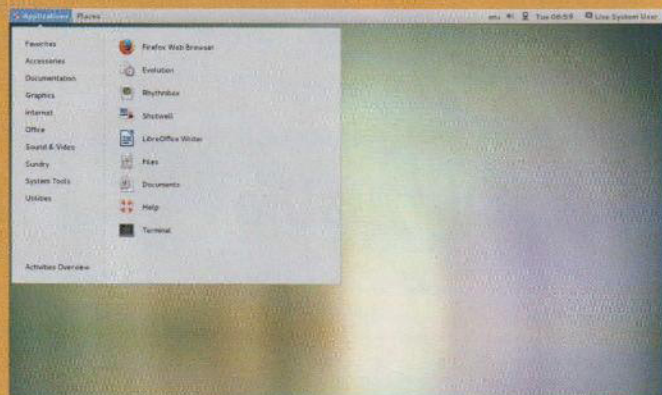 Applications Places enu Tue 06:59 Live System User
Favorites
Accessories
Documentation
Graphics
Internet
Office
Sound & Video
Sundry
System Tools
Utilities
Activities Overview
Firefox Web Browser
Evolution
Rhythmbox
Shotwell
LibreOffice Writer
Files
Documents
Help
Terminal